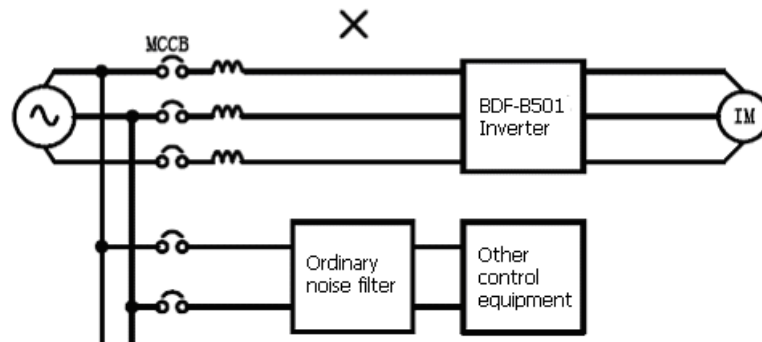 MCCB
BDF-B501
Inverter
IM
Ordinary
noise filter
Other
control
equipment